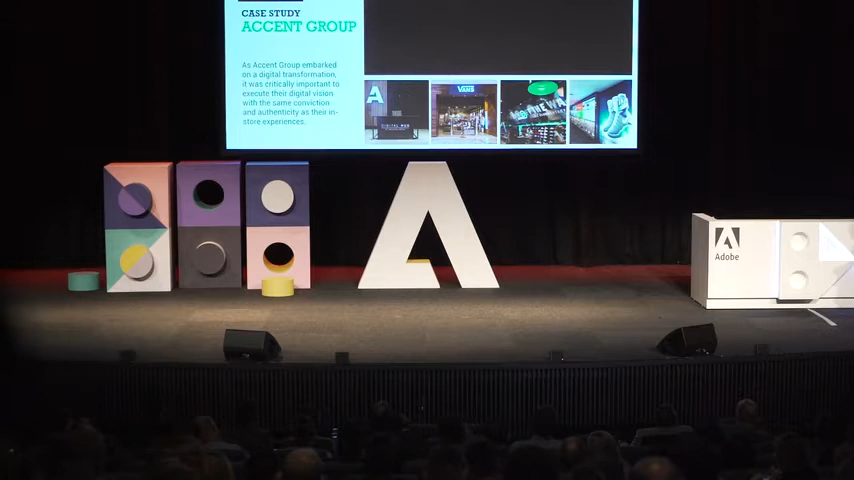 CASE STUDY
ACCENT GROUP
As Accent Group embarked
on a digital transformation,
it was critically important to
execute their digital vision
with the same conviction
and authenticity as their in-
store experiences.
VANS
Adobe